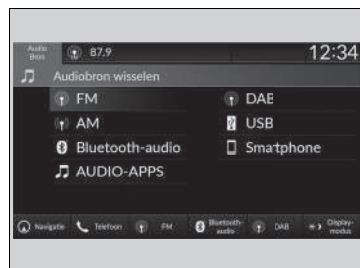 Audio
Bron
87.9
12:34
Audiobron wisselen
FM
DAB
AM
USB
Bluetooth-audio
Smartphone
AUDIO-APPS
Navigatie
Telefoon
FM
Bluetooth-
audio
DAB
Display-
modus